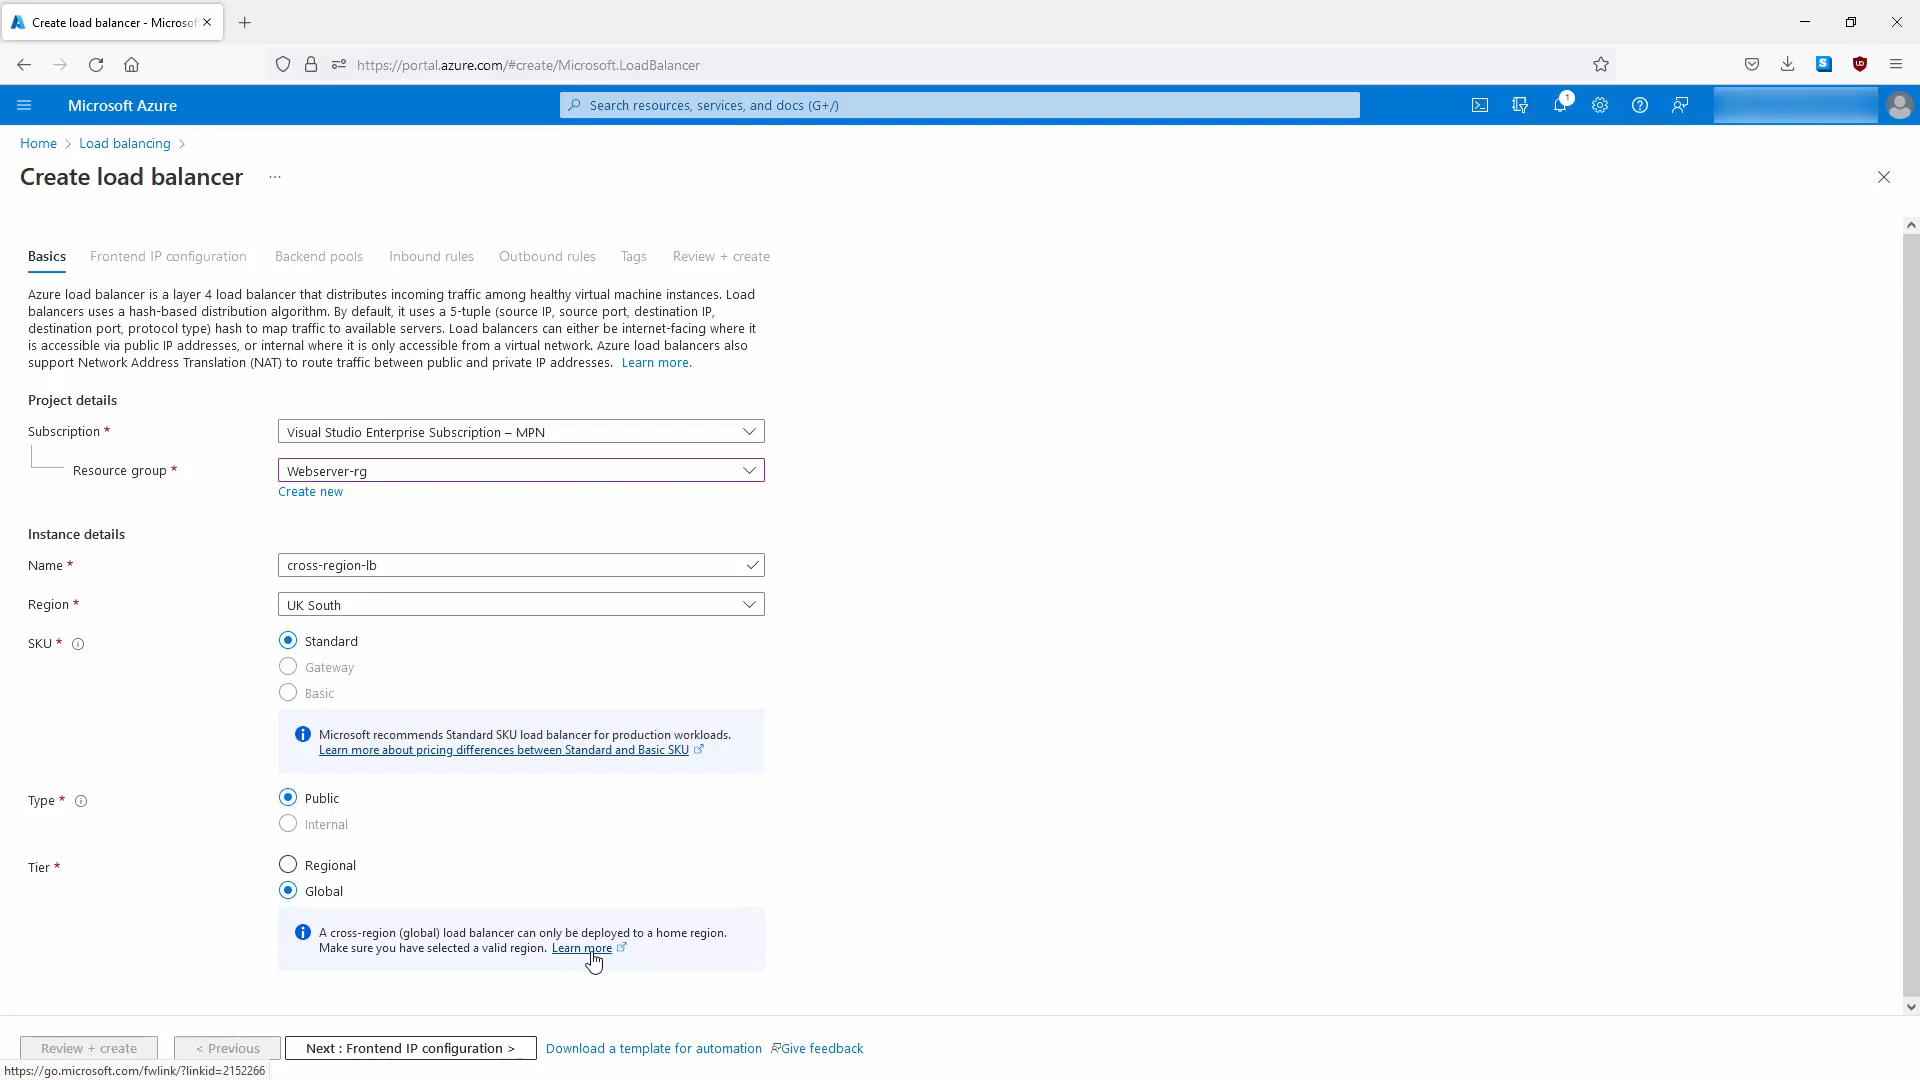 Create load balancer - Microsof
https://portal.azure.com/#create/Microsoft.LoadBalancer
Microsoft Azure
Search resources, services, and docs (G+/)
1
Home > Load balancing >
Create load balancer ...
Basics Frontend IP configuration Backend pools Inbound rules Outbound rules Tags Review + create
Azure load balancer is a layer 4 load balancer that distributes incoming traffic among healthy virtual machine instances. Load
balancers uses a hash-based distribution algorithm. By default, it uses a 5-tuple (source IP, source port, destination IP,
destination port, protocol type) hash to map traffic to available servers. Load balancers can either be internet-facing where it
is accessible via public IP addresses, or internal where it is only accessible from a virtual network. Azure load balancers also
support Network Address Translation (NAT) to route traffic between public and private IP addresses. Learn more.
Project details
Subscription * Visual Studio Enterprise Subscription – MPN
Resource group * Webserver-rg
Create new
Instance details
Name * cross-region-lb
Region * UK South
SKU * Standard
Gateway
Basic
Microsoft recommends Standard SKU load balancer for production workloads.
Learn more about pricing differences between Standard and Basic SKU
Type * Public
Internal
Tier * Regional
Global
A cross-region (global) load balancer can only be deployed to a home region.
Make sure you have selected a valid region. Learn more
Review + create < Previous Next : Frontend IP configuration > Download a template for automation Give feedback
https://go.microsoft.com/fwlink/?linkid=2152266